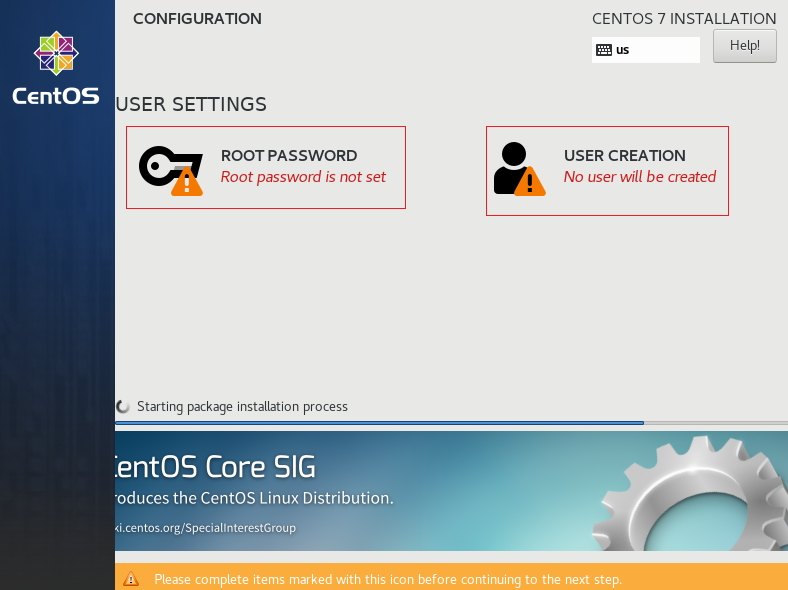 CONFIGURATION
CENTOS 7 INSTALLATION
us
Help!
CentOS
USER SETTINGS
ROOT PASSWORD
Root password is not set
USER CREATION
No user will be created
Starting package installation process
CentOS Core SIG
roduces the CentOS Linux Distribution.
ki.centos.org/SpecialInterestGroup
Please complete items marked with this icon before continuing to the next step.